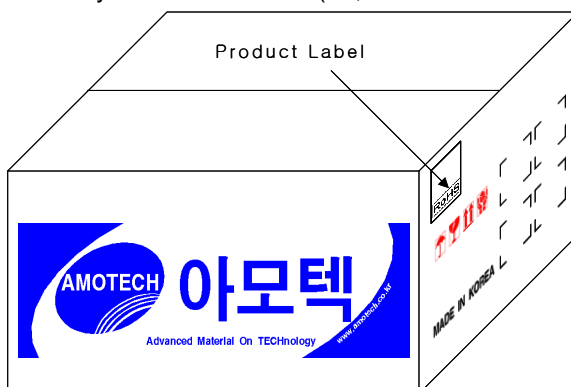 Product Label
RoHS
AMOTECH
아모텍
Advanced Material On TECHnology
www.amotech.co.kr
MADE IN KOREA